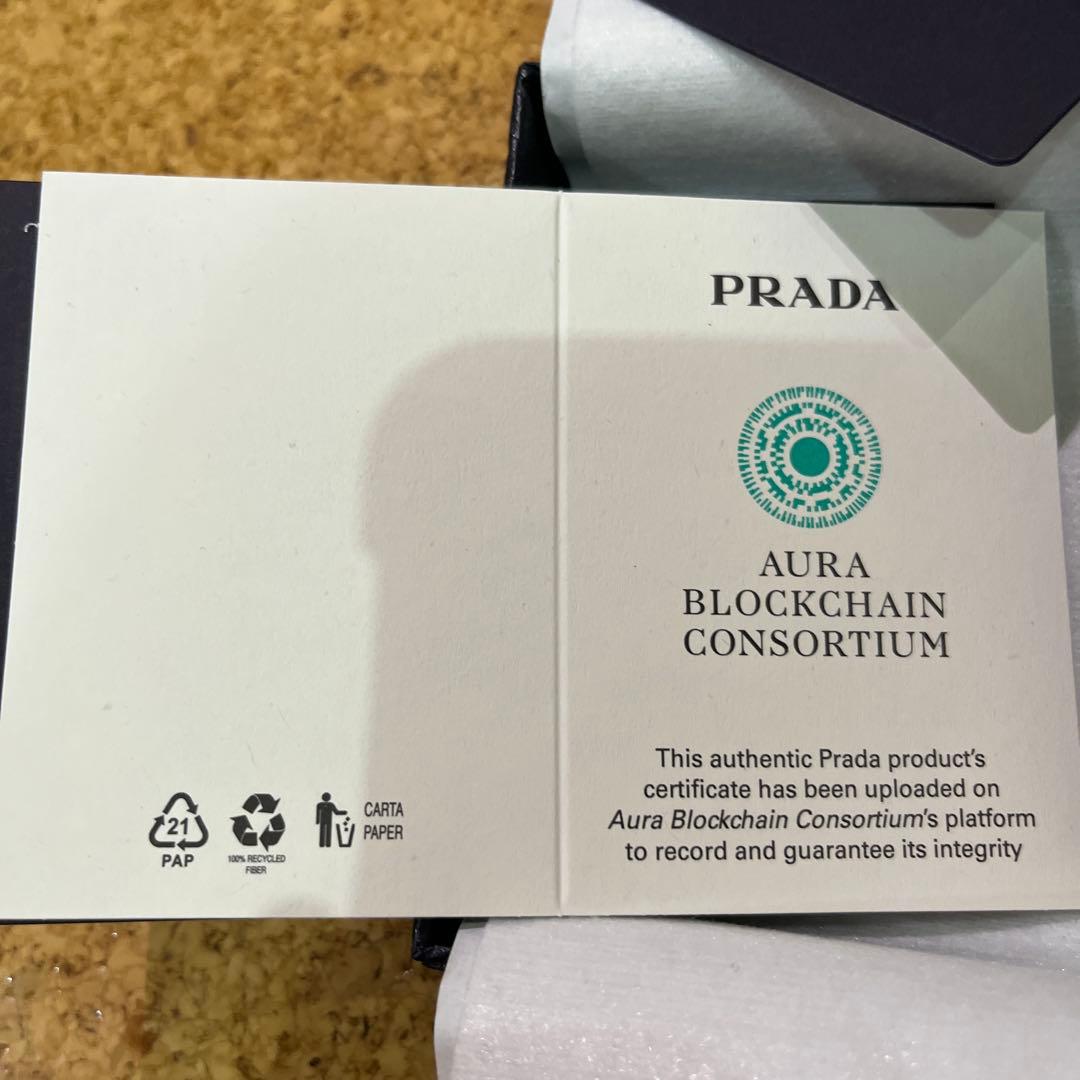 PRADA
AURA
BLOCKCHAIN
CONSORTIUM
This authentic Prada product's
certificate has been uploaded on
Aura Blockchain Consortium's platform
to record and guarantee its integrity
21
PAP
100% RECYCLED
FIBER
CARTA
PAPER